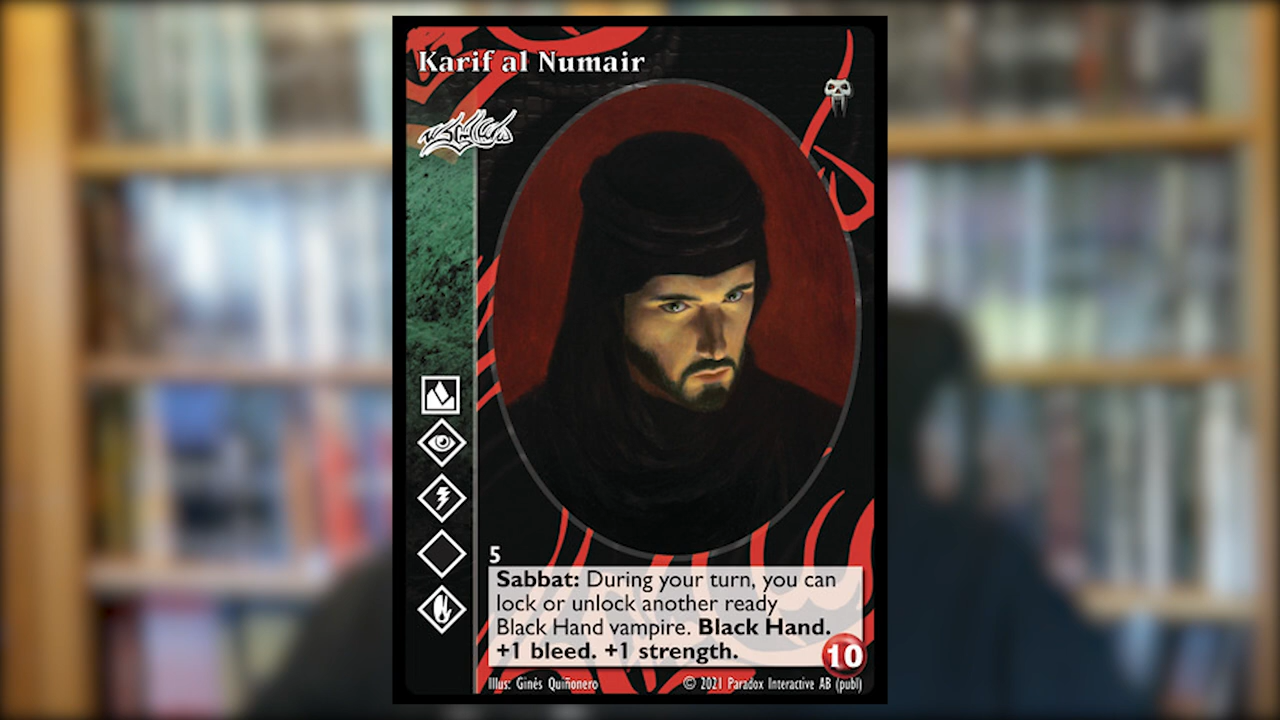 Karif al Numair
5
Sabbat: During your turn, you can
lock or unlock another ready
Black Hand vampire. Black Hand.
+1 bleed. +1 strength.
10
Illus: Ginés Quiñonero
© 2021 Paradox Interactive AB (publ)